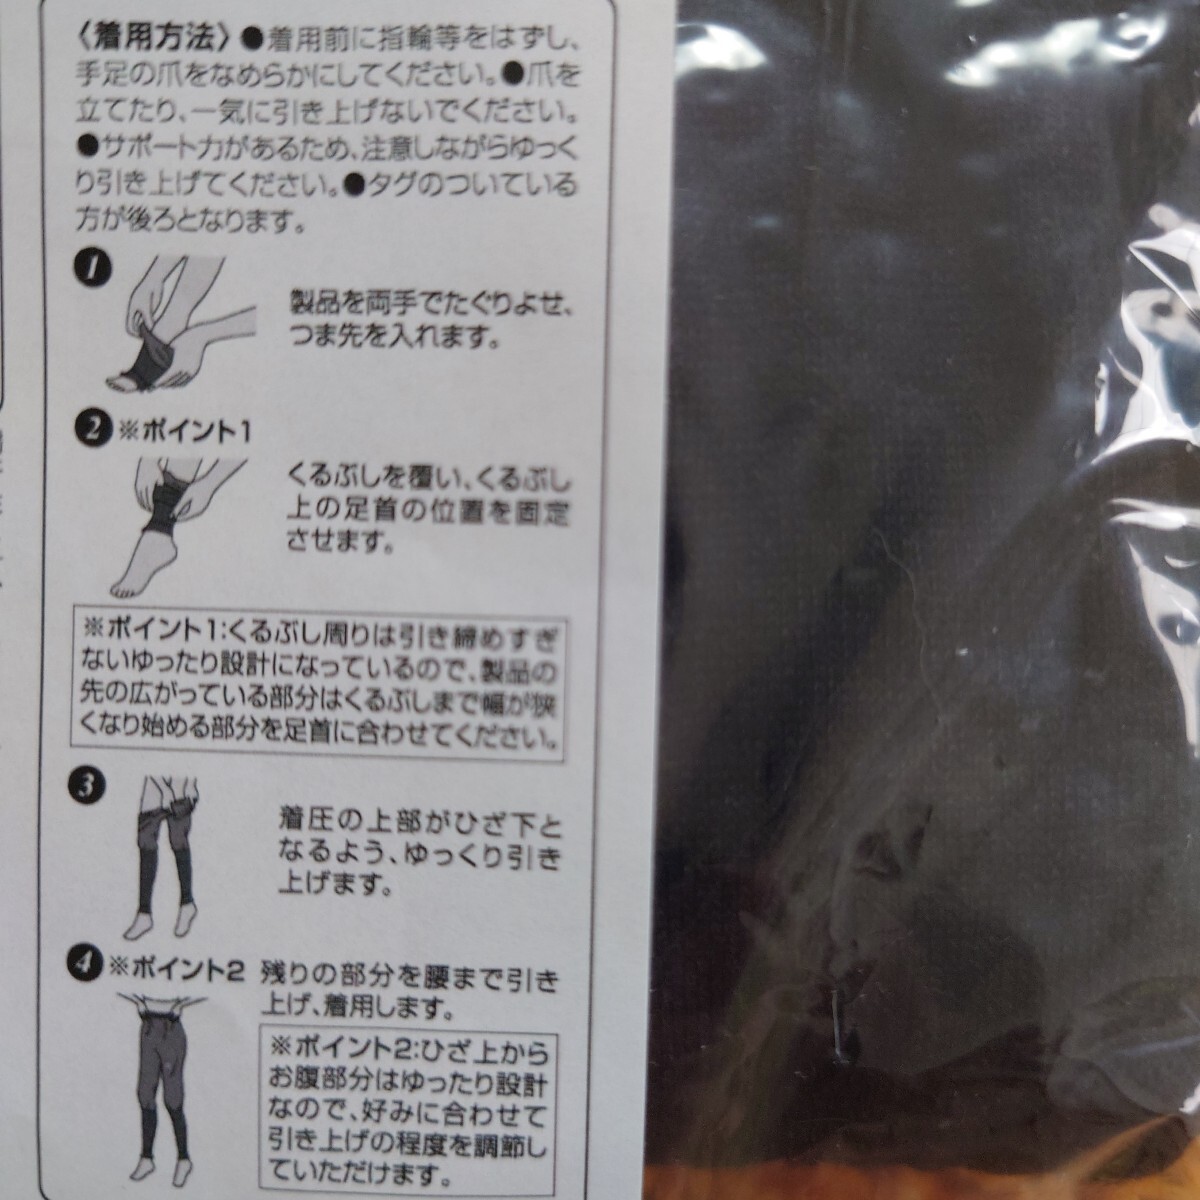 〈着用方法〉●着用前に指輪等をはずし、
手足の爪をなめらかにしてください。●爪を
立てたり、一気に引き上げないでください。
●サポート力があるため、注意しながらゆっく
り引き上げてください。●タグのついている
方が後ろとなります。
1
製品を両手でたぐりよせ、
つま先を入れます。
2 ※ポイント1
くるぶしを覆い、くるぶし
上の足首の位置を固定
させます。
※ポイント1:くるぶし周りは引き締めすぎ
ないゆったり設計になっているので、製品の
先の広がっている部分はくるぶしまで幅が狭
くなり始める部分を足首に合わせてください。
3
着圧の上部がひざ下と
なるよう、ゆっくり引き
上げます。
4 ※ポイント2 残りの部分を腰まで引き
上げ、着用します。
※ポイント2:ひざ上から
お腹部分はゆったり設計
なので、好みに合わせて
引き上げの程度を調節し
ていただけます。